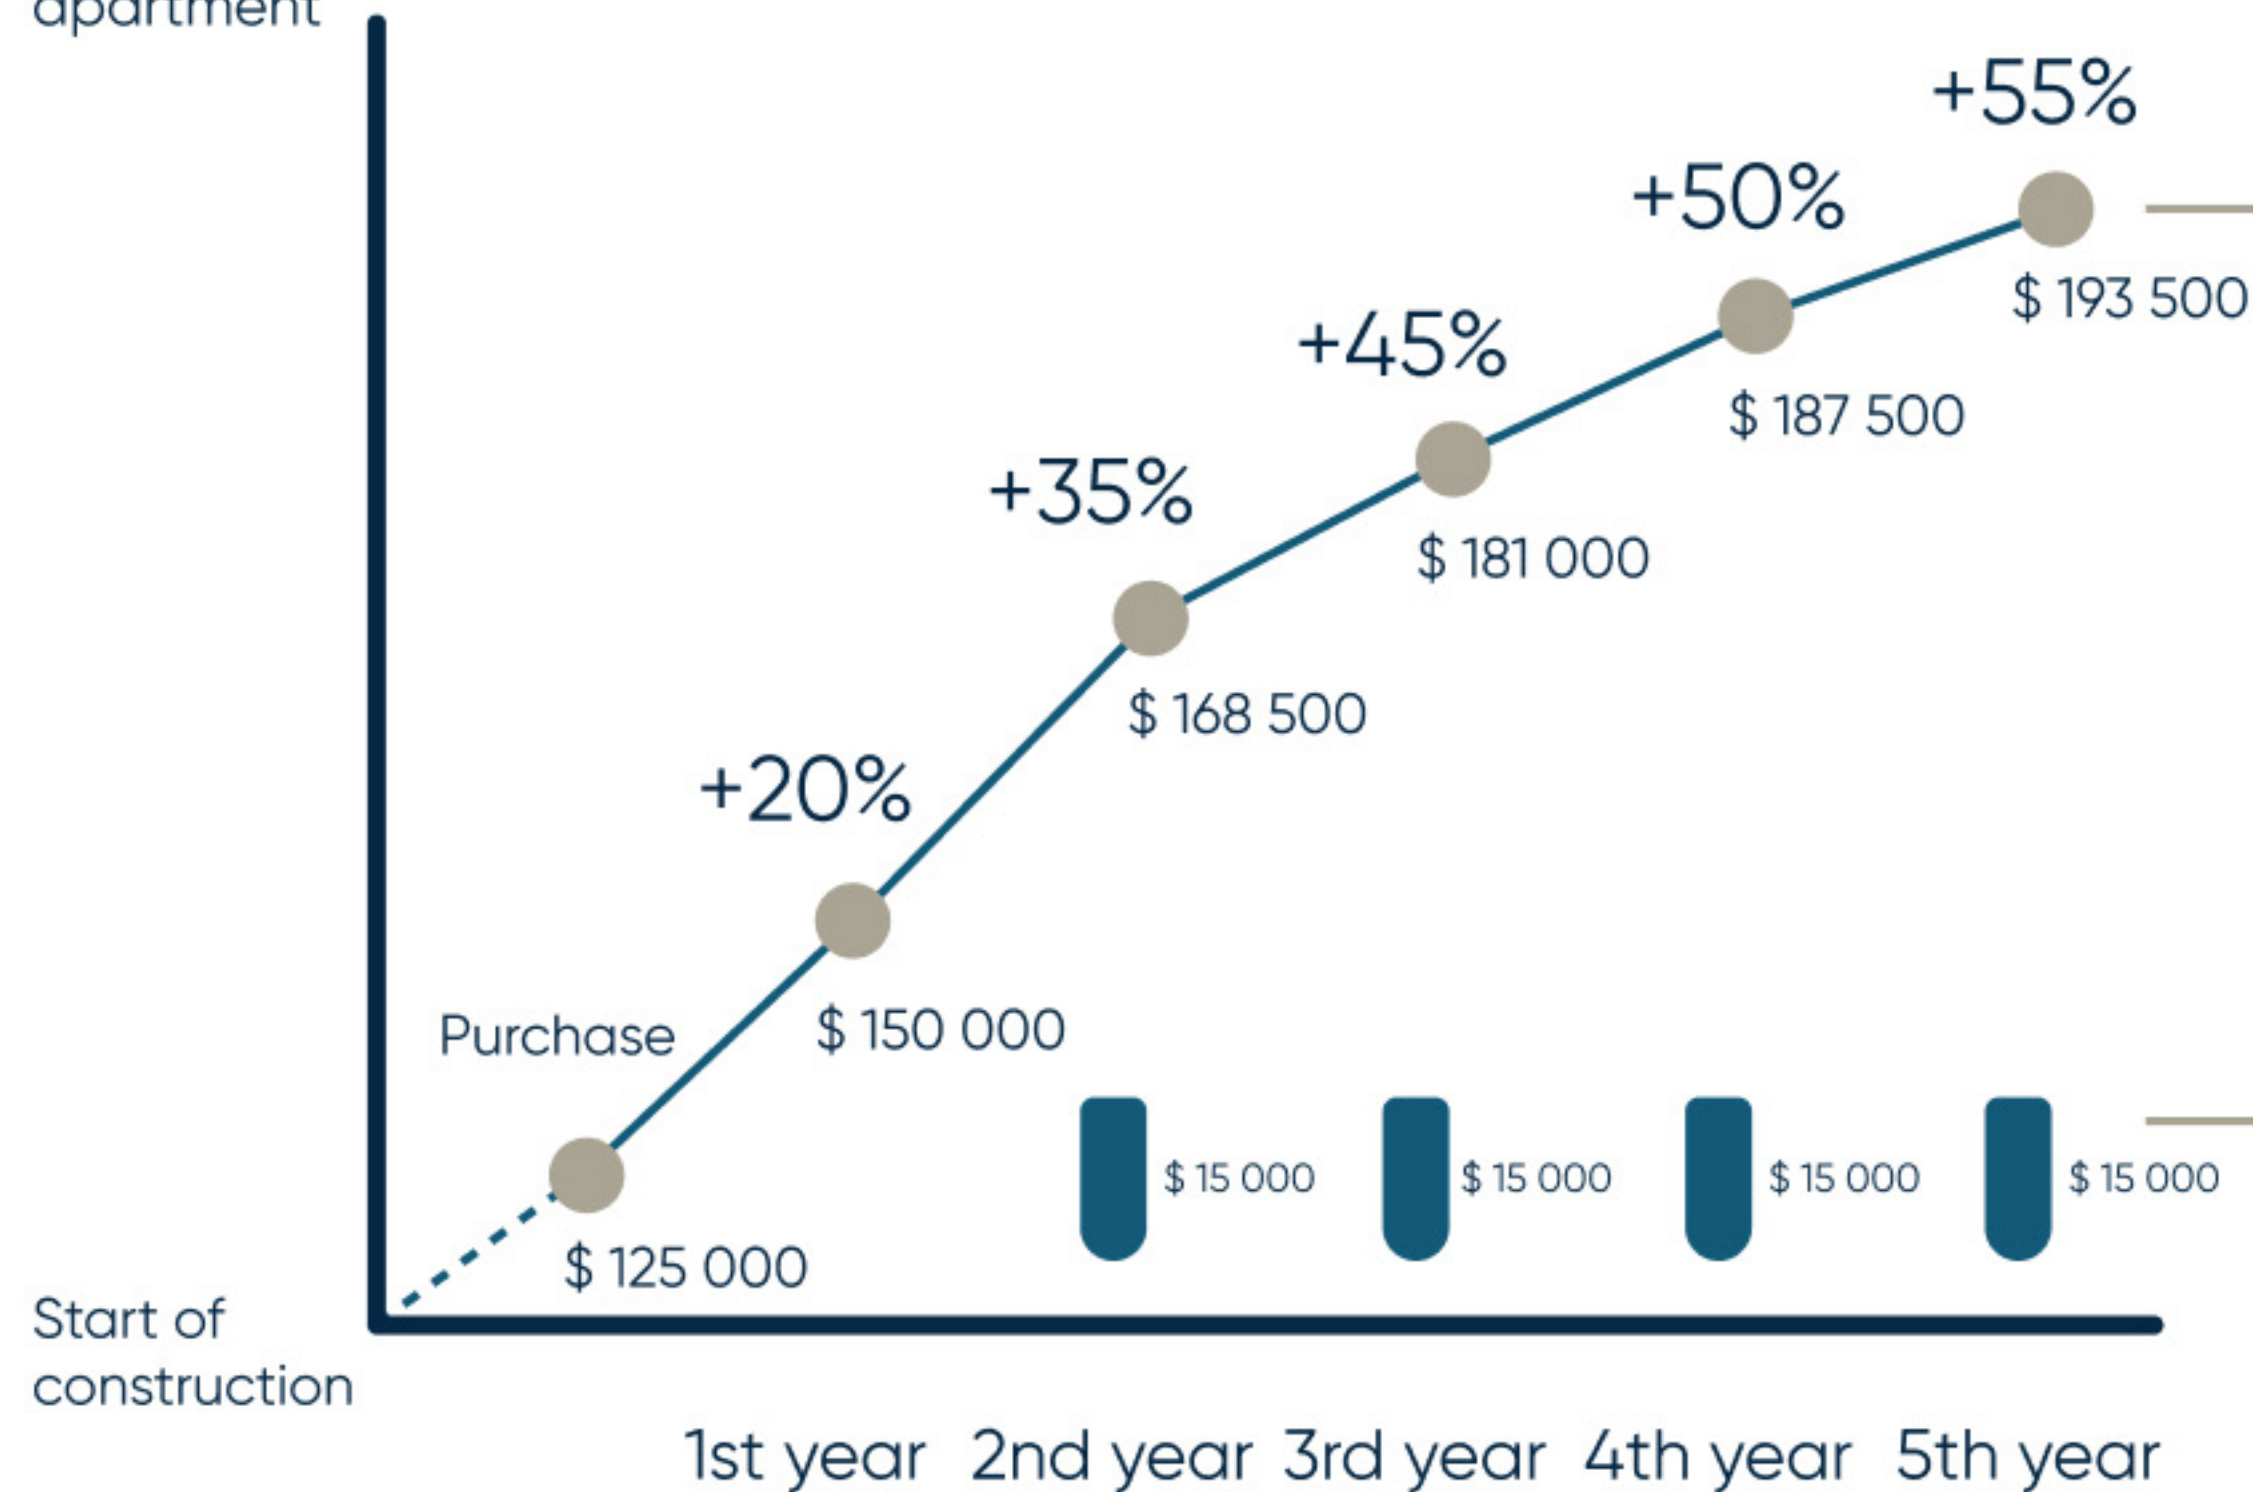 apartment
+55%
+50%
$ 193 500
+45%
$ 187 500
+35%
$ 181 000
$ 168 500
+20%
$ 150 000
Purchase
$ 15 000
$ 15 000
$ 15 000
$ 15 000
$ 125 000
Start of
construction
1st year
2nd year
3rd year
4th year
5th year